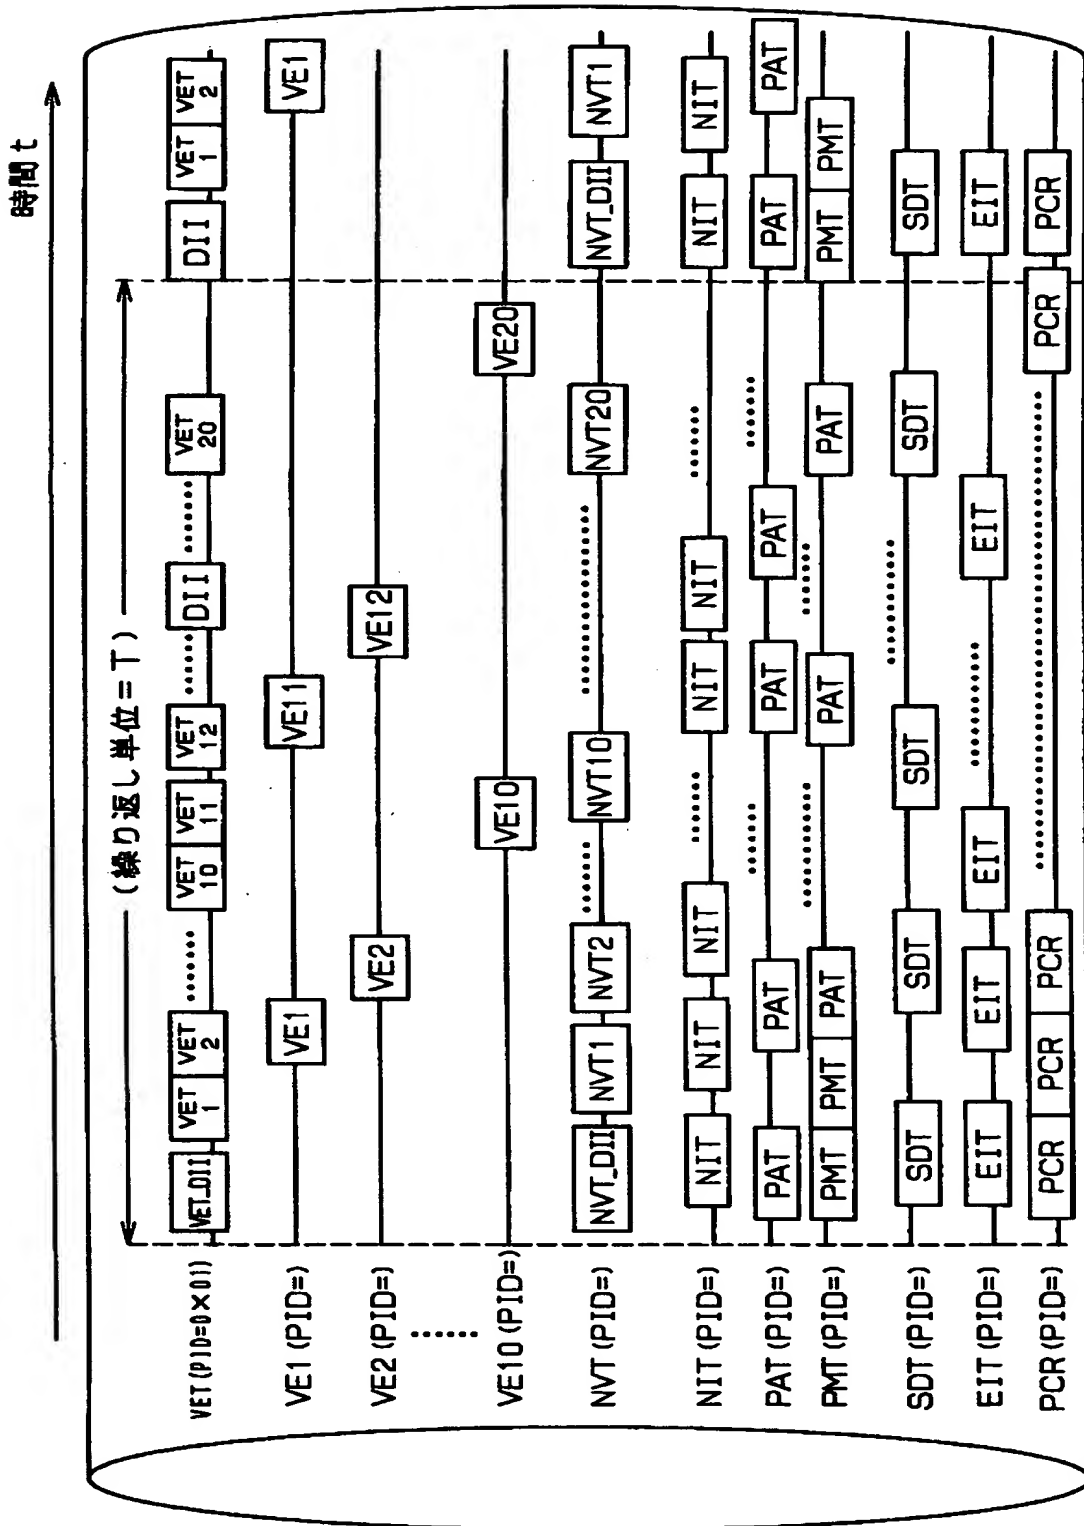 時間 t
(繰り返し単位=T)
VET(PID=0×01) VET_DII VET 1 VET 2 ······· VET 10 VET 11 VET 12 ······ DII ······· VET 20 DII VET 1 VET 2
VE1(PID=) VE1 VE11 VE1
VE2(PID=) VE2 VE12
·······
VE10(PID=) VE10 VE20
NVT(PID=) NVT_DII NVT1 NVT2 ······· NVT10 ·············· NVT20 NVT_DII NVT1
NIT(PID=) NIT NIT NIT ······ NIT NIT ······ NIT NIT
PAT(PID=) PAT PAT ······ PAT PAT ······ PAT PAT
PMT(PID=) PMT PMT PAT ·········· PAT ······ PAT PMT PMT
SDT(PID=) SDT SDT SDT ·········· SDT SDT
EIT(PID=) EIT EIT EIT ·········· EIT EIT
PCR(PID=) PCR PCR PCR ······································ PCR PCR